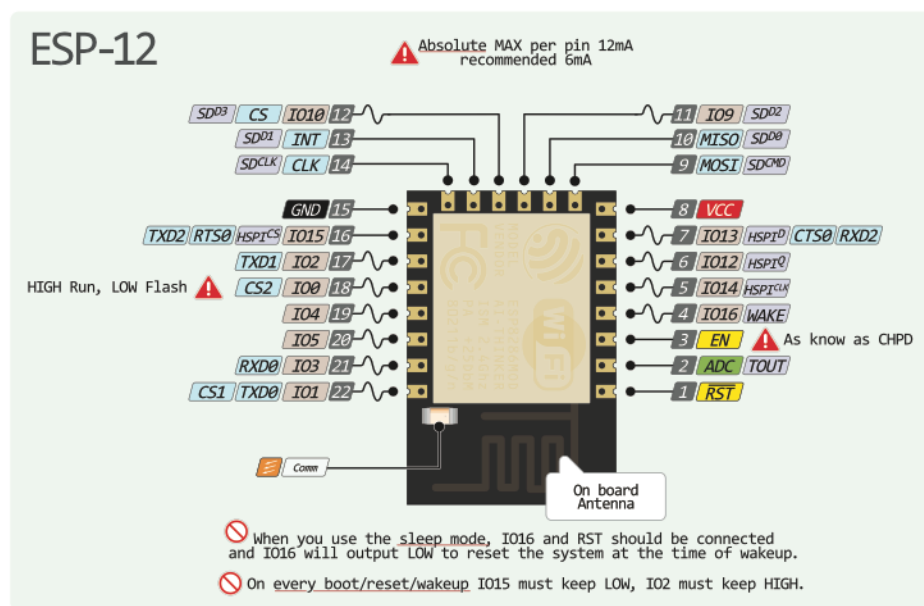 ESP-12
Absolute MAX per pin 12mA
recommended 6mA
SDD3 CS IO10 12
11 IO9 SDD2
SDD1 INT 13
10 MISO SDD0
SDCLK CLK 14
9 MOSI SDCMD
GND 15
8 VCC
TXD2 RTS0 HSPICS IO15 16
7 IO13 HSPID CTS0 RXD2
TXD1 IO2 17
6 IO12 HSPIQ
HIGH Run, LOW Flash CS2 IO0 18
5 IO14 HSPICLK
IO4 19
4 IO16 WAKE
IO5 20
3 EN As know as CHPD
RXD0 IO3 21
2 ADC TOUT
CS1 TXD0 IO1 22
1 RST
FC
WiFi
Comm
On board
Antenna
When you use the sleep mode, IO16 and RST should be connected
and IO16 will output LOW to reset the system at the time of wakeup.
On every boot/reset/wakeup IO15 must keep LOW, IO2 must keep HIGH.